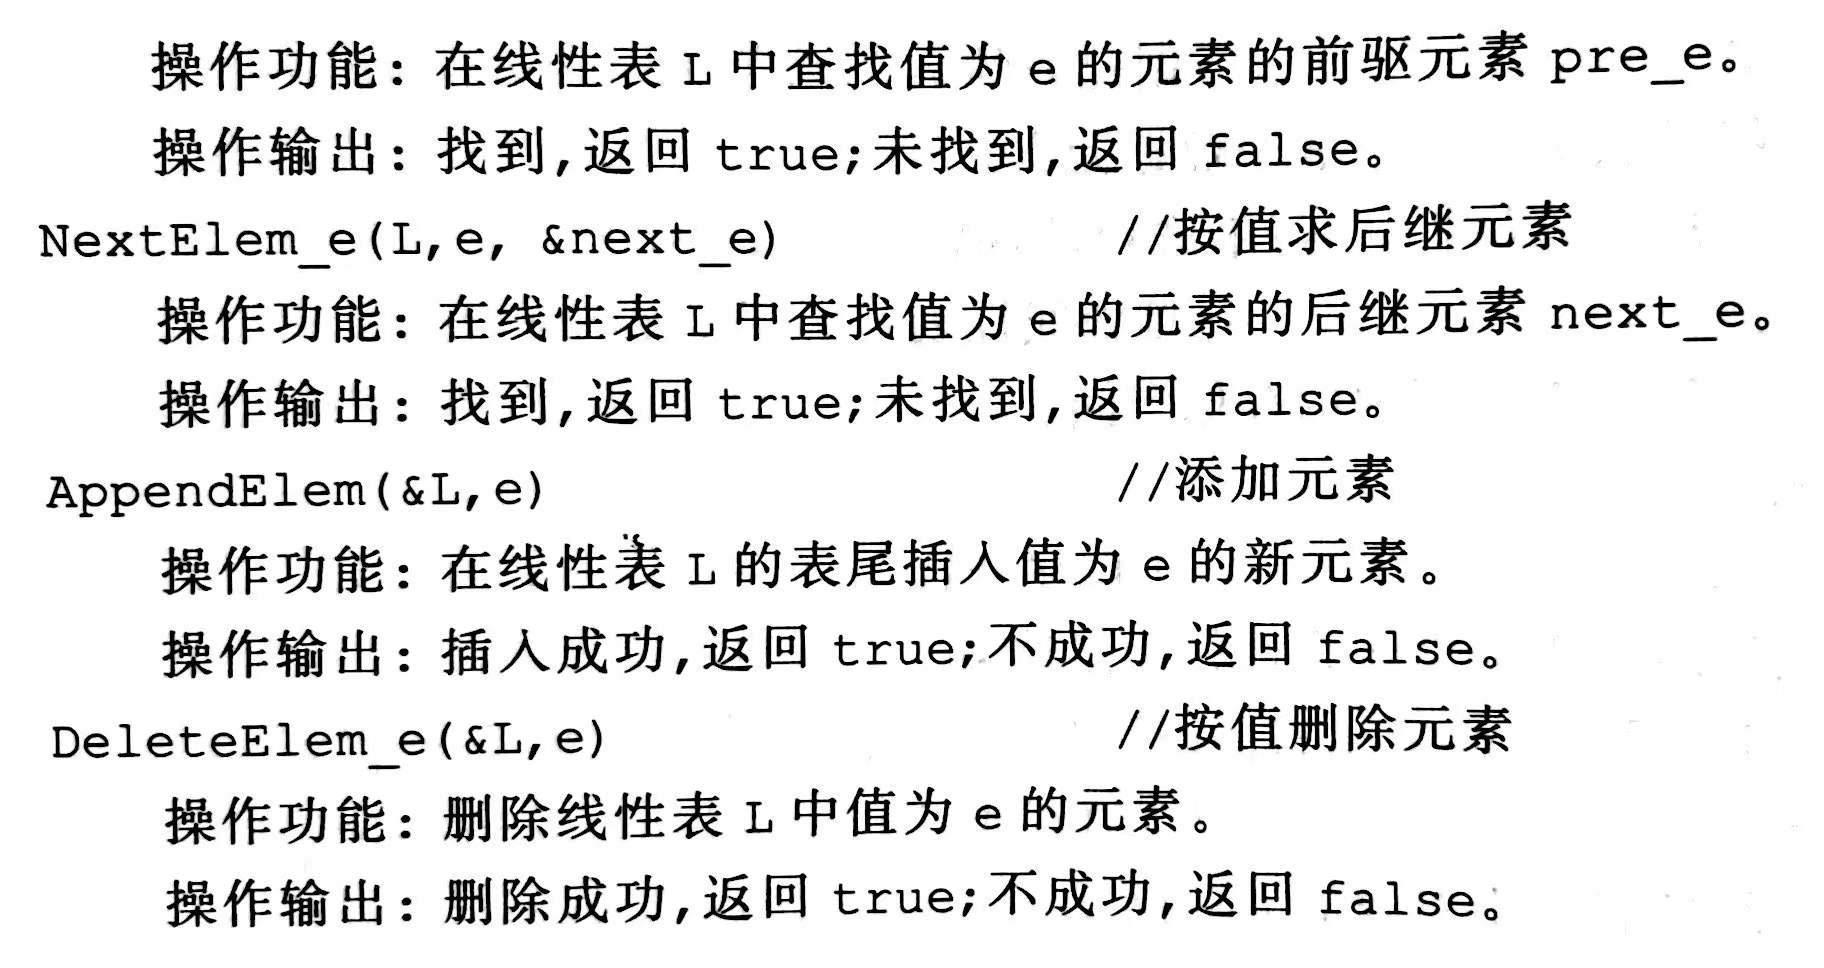 操作功能：在线性表 L 中查找值为 e 的元素的前驱元素 pre_e。
操作输出：找到,返回 true;未找到,返回 false。
NextElem_e(L,e, &next_e) //按值求后继元素
操作功能：在线性表 L 中查找值为 e 的元素的后继元素 next_e。
操作输出：找到,返回 true;未找到,返回 false。
AppendElem(&L,e) //添加元素
操作功能：在线性表 L 的表尾插入值为 e 的新元素。
操作输出：插入成功,返回 true;不成功,返回 false。
DeleteElem_e(&L,e) //按值删除元素
操作功能：删除线性表 L 中值为 e 的元素。
操作输出：删除成功,返回 true;不成功,返回 false。